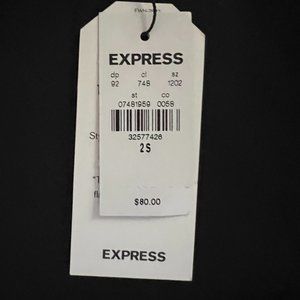 EXPRESS
dp cl sz
92 748 1202
st co
07481959 0058
32577426
2S
$80.00
EXPRESS